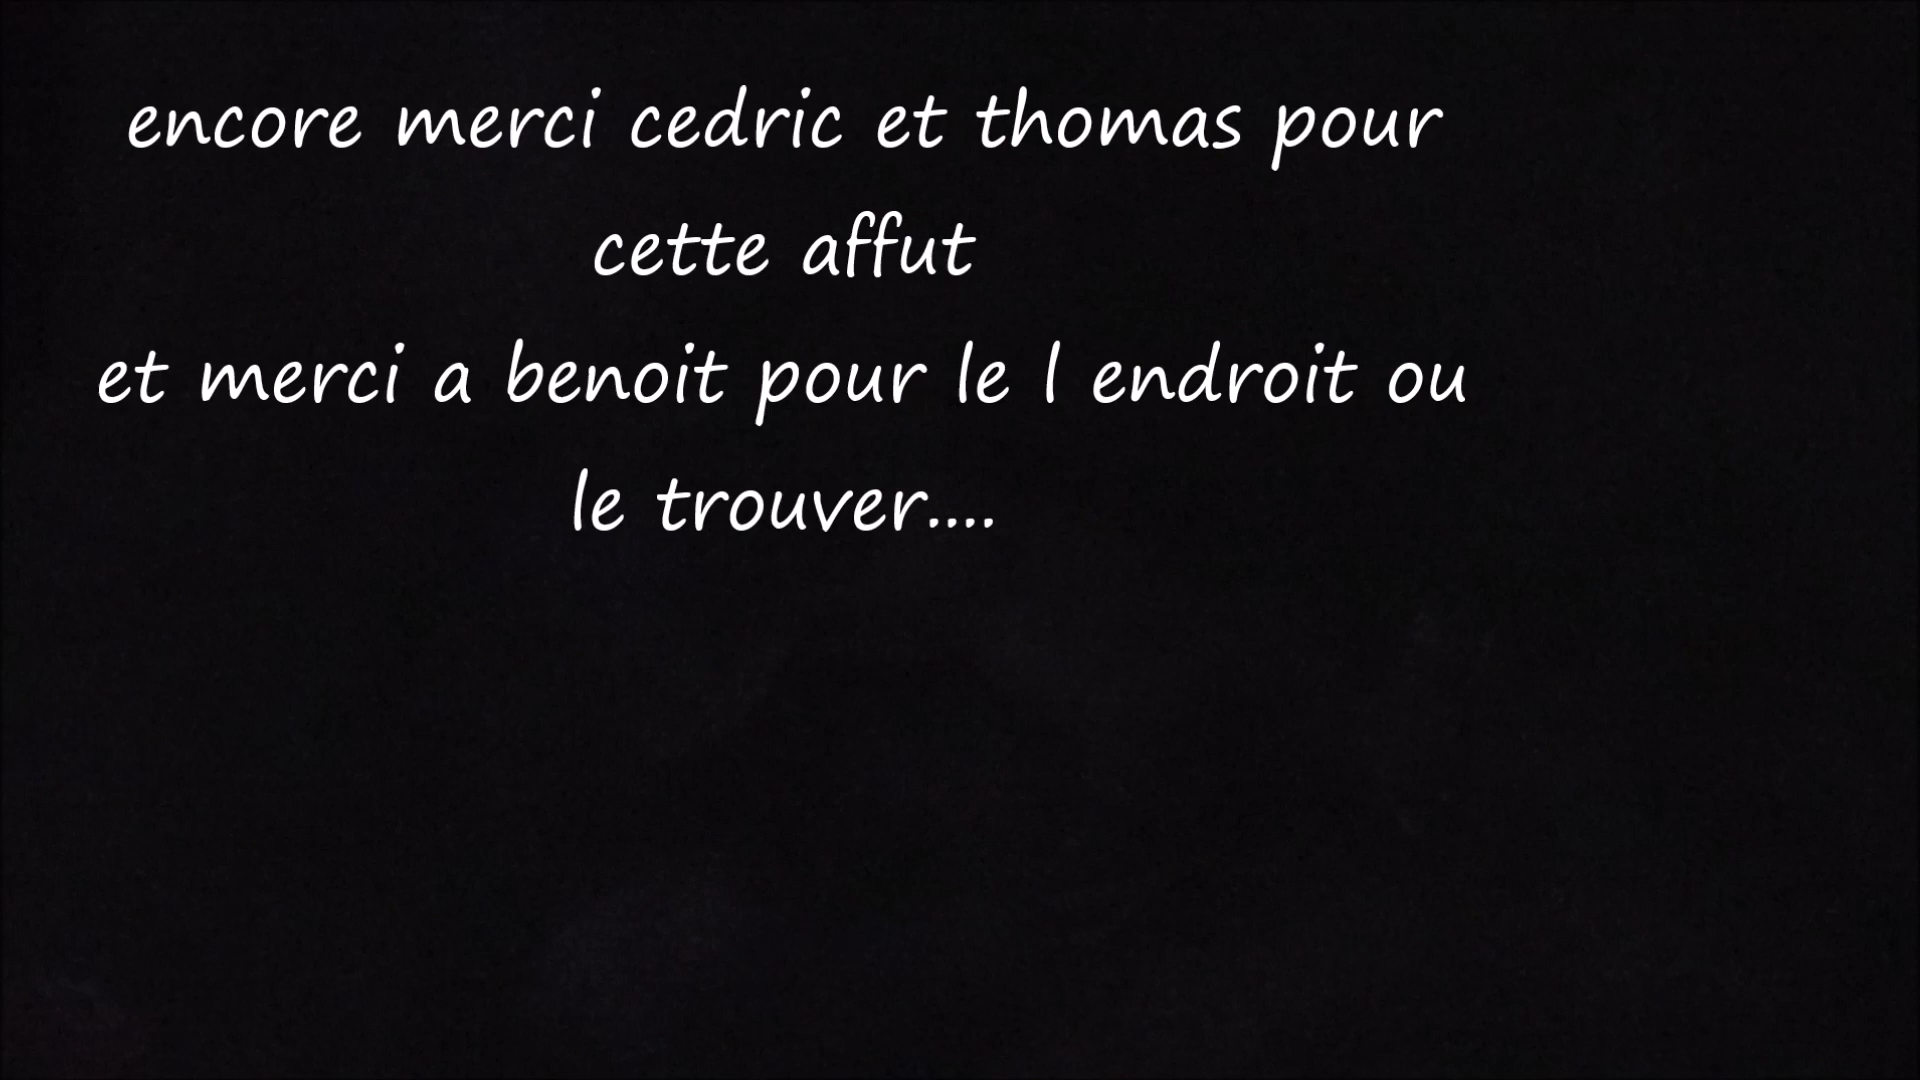 encore merci cedric et thomas pour
cette affut
et merci a benoit pour le l endroit ou
le trouver....